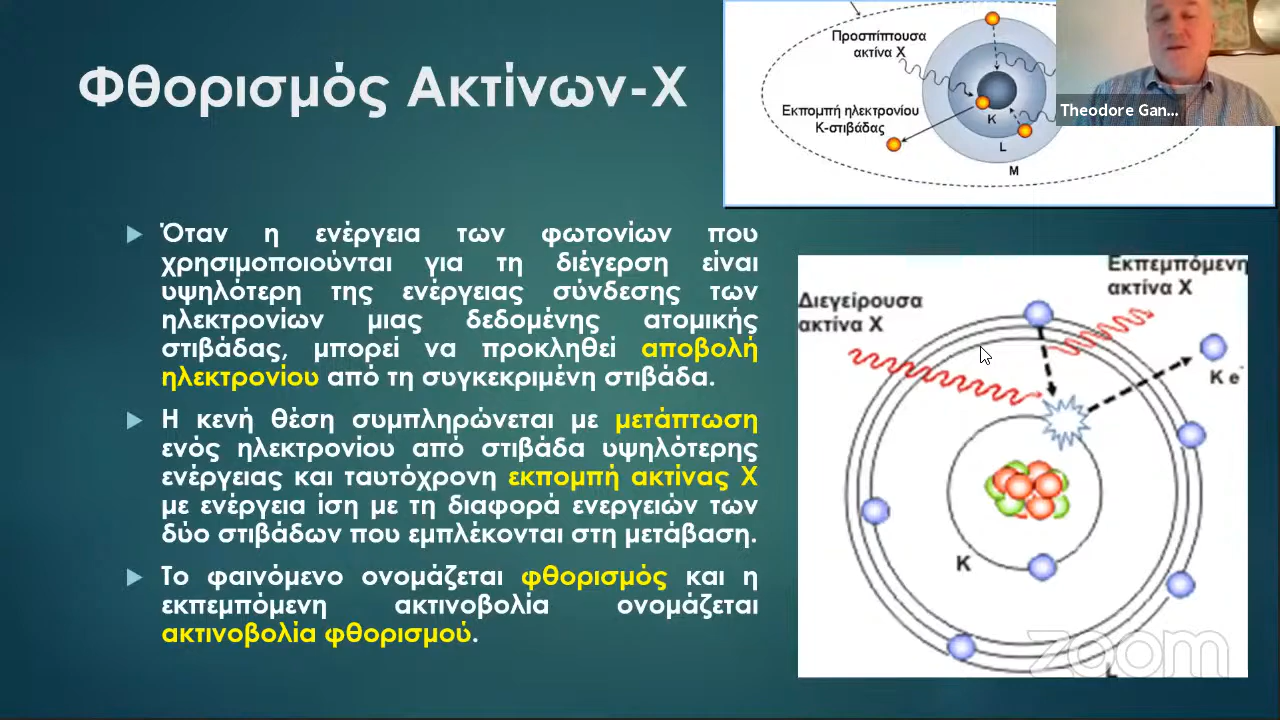 Φθορισμός Ακτίνων-Χ
Προσπίπτουσα
ακτίνα Χ
Εκπομπή ηλεκτρονίου
Κ-στιβάδας
K
L
M
Theodore Gan...
Όταν η ενέργεια των φωτονίων που
χρησιμοποιούνται για τη διέγερση είναι
υψηλότερη της ενέργειας σύνδεσης των
ηλεκτρονίων μιας δεδομένης ατομικής
στιβάδας, μπορεί να προκληθεί αποβολή
ηλεκτρονίου από τη συγκεκριμένη στιβάδα.
Η κενή θέση συμπληρώνεται με μετάπτωση
ενός ηλεκτρονίου από στιβάδα υψηλότερης
ενέργειας και ταυτόχρονη εκπομπή ακτίνας Χ
με ενέργεια ίση με τη διαφορά ενεργειών των
δύο στιβάδων που εμπλέκονται στη μετάβαση.
Το φαινόμενο ονομάζεται φθορισμός και η
εκπεμπόμενη ακτινοβολία ονομάζεται
ακτινοβολία φθορισμού.
Εκπεμπόμενη
ακτίνα Χ
Διεγείρουσα
ακτίνα Χ
K e-
K
L
zoom